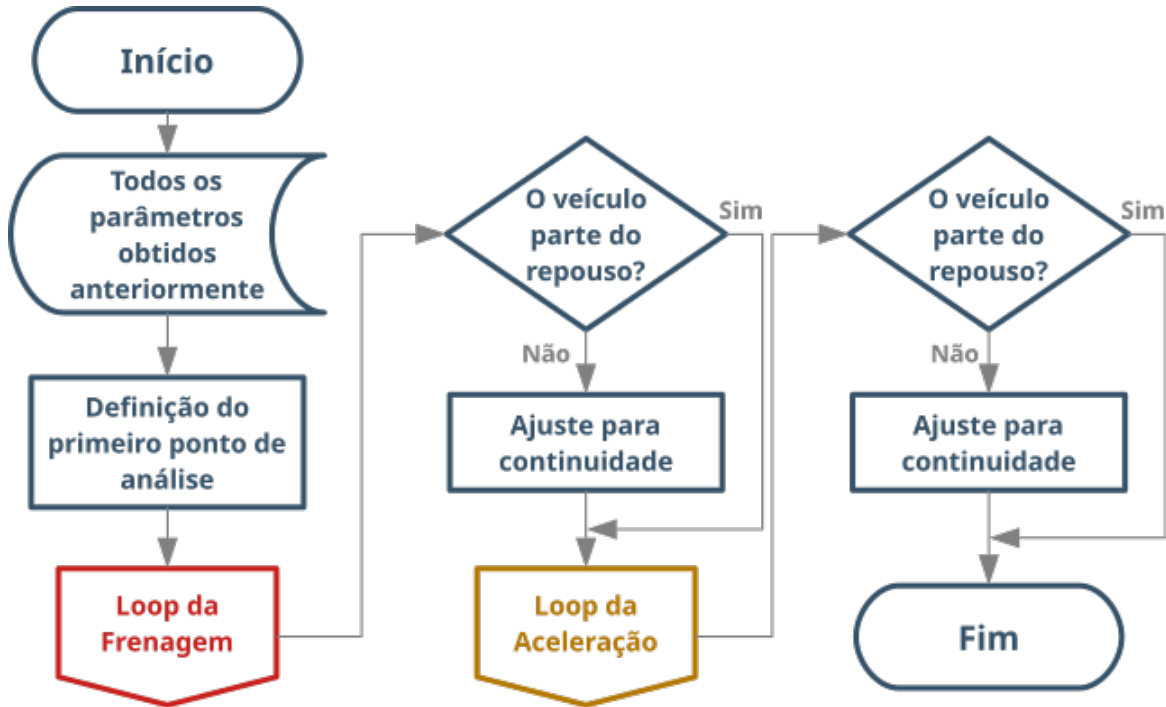 Início
Todos os
parâmetros
obtidos
anteriormente
Definição do
primeiro ponto de
análise
Loop da
Frenagem
O veículo
parte do
repouso?
Sim
Não
Ajuste para
continuidade
Loop da
Aceleração
O veículo
parte do
repouso?
Sim
Não
Ajuste para
continuidade
Fim